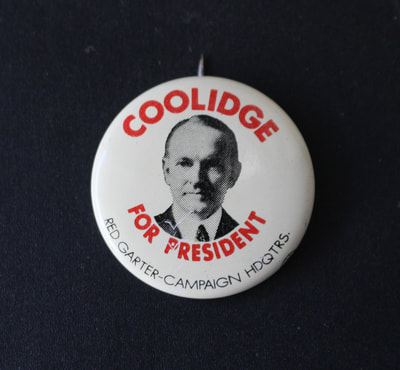 COOLIDGE
FOR PRESIDENT
RED GARTER-CAMPAIGN HDQTRS.